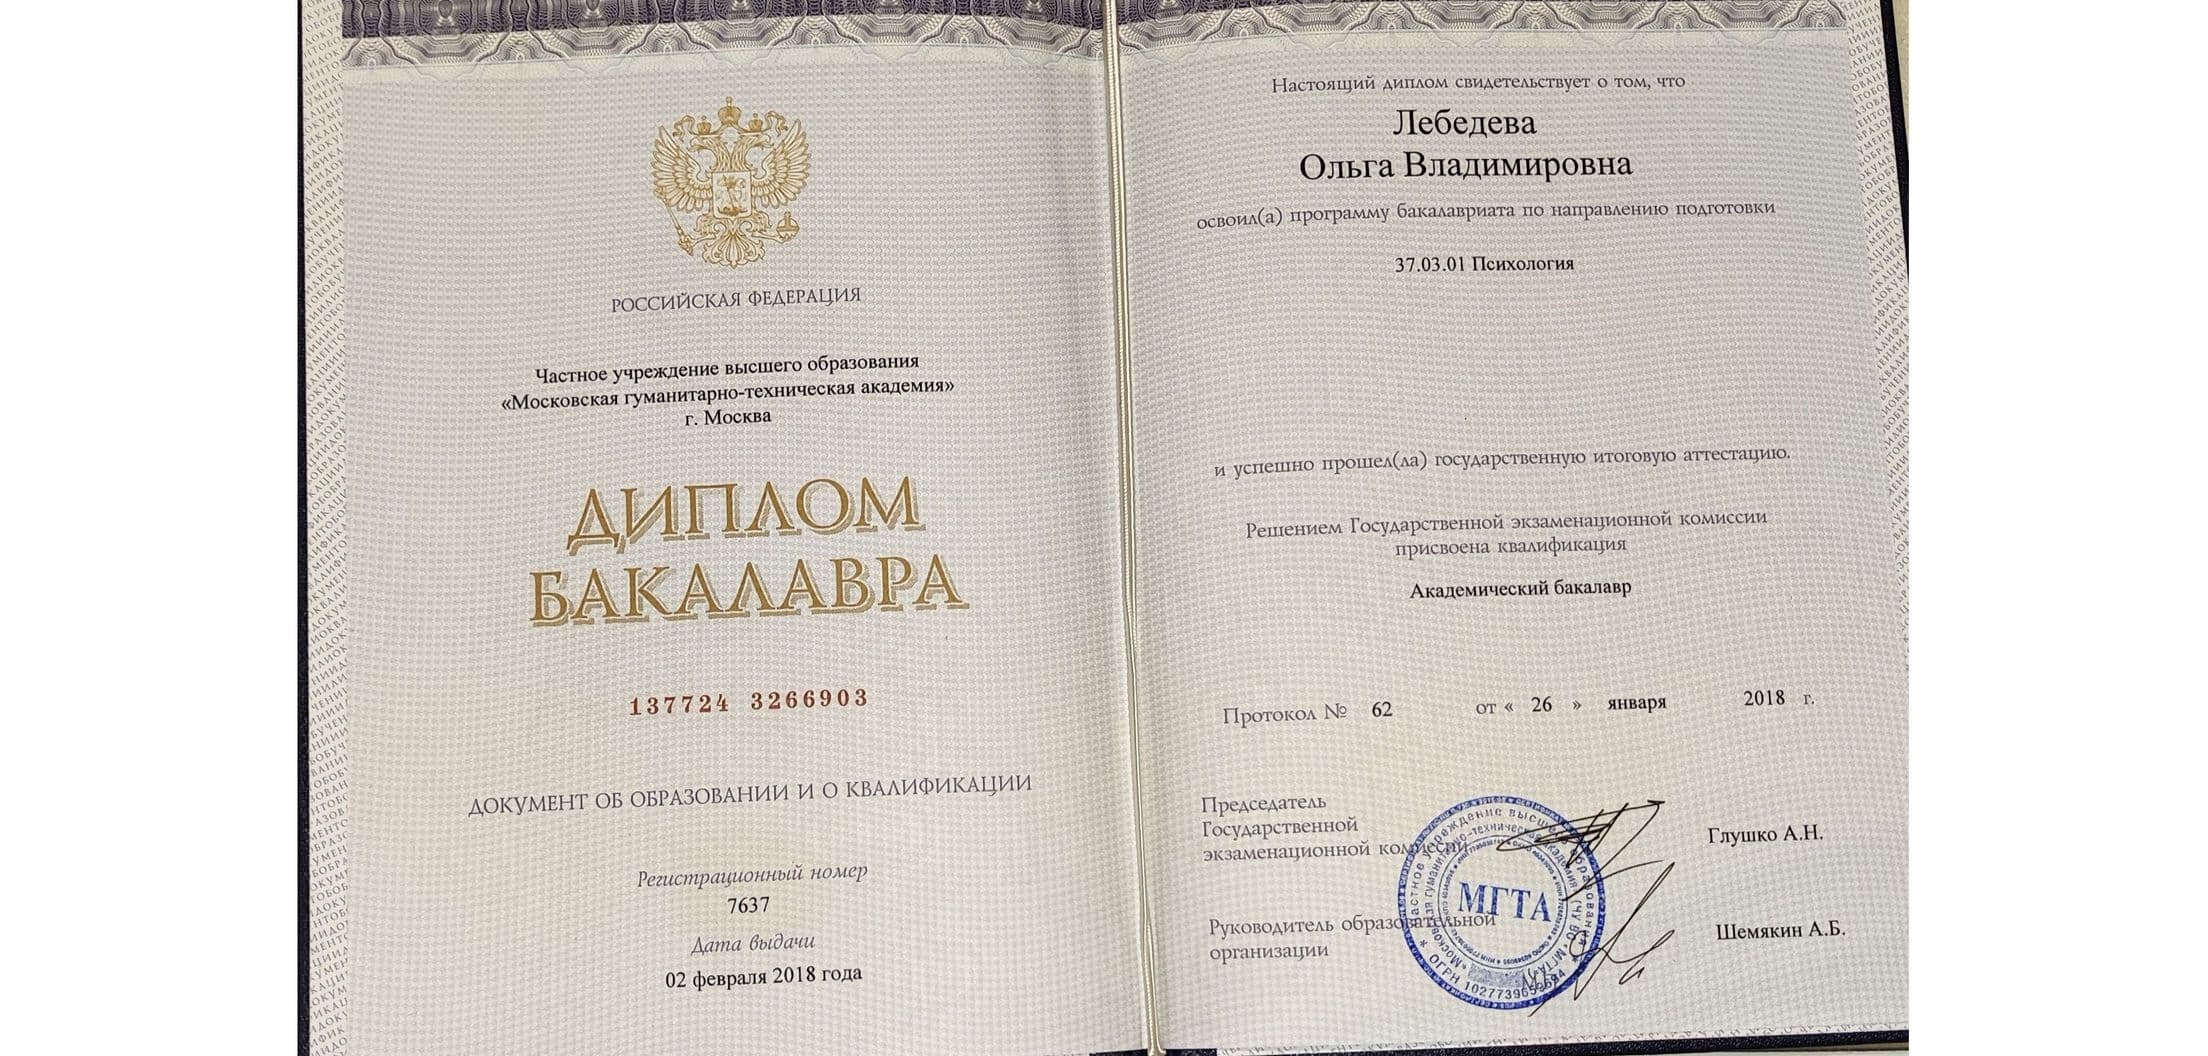 РОССИЙСКАЯ ФЕДЕРАЦИЯ
Частное учреждение высшего образования
«Московская гуманитарно-техническая академия»
г. Москва
ДИПЛОМ
БАКАЛАВРА
137724 3266903
ДОКУМЕНТ ОБ ОБРАЗОВАНИИ И О КВАЛИФИКАЦИИ
Регистрационный номер
7637
Дата выдачи
02 февраля 2018 года
Настоящий диплом свидетельствует о том, что
Лебедева
Ольга Владимировна
освоил(а) программу бакалавриата по направлению подготовки
37.03.01 Психология
и успешно прошел(ла) государственную итоговую аттестацию.
Решением Государственной экзаменационной комиссии
присвоена квалификация
Академический бакалавр
Протокол № 62 от « 26 » января 2018 г.
Председатель
Государственной
экзаменационной комиссии
Глушко А.Н.
Руководитель образовательной
организации
Шемякин А.Б.
МГТА